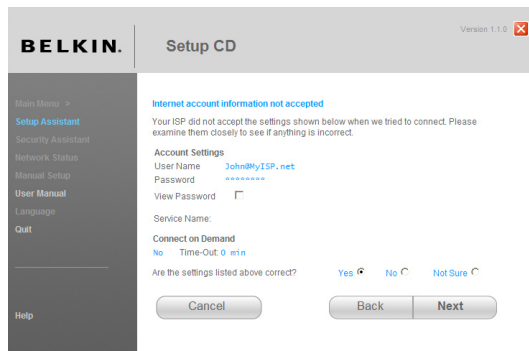 Version 1.1.0
BELKIN.
Setup CD
Main Menu >
Setup Assistant
Security Assistant
Network Status
Manual Setup
User Manual
Language
Quit
Help
Internet account information not accepted
Your ISP did not accept the settings shown below when we tried to connect. Please
examine them closely to see if anything is incorrect.
Account Settings
User Name John@MyISP.net
Password ********
View Password
Service Name:
Connect on Demand
No Time-Out: 0 min
Are the settings listed above correct? Yes No Not Sure
Cancel Back Next